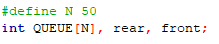 #define N 50
int QUEUE[N], rear, front;